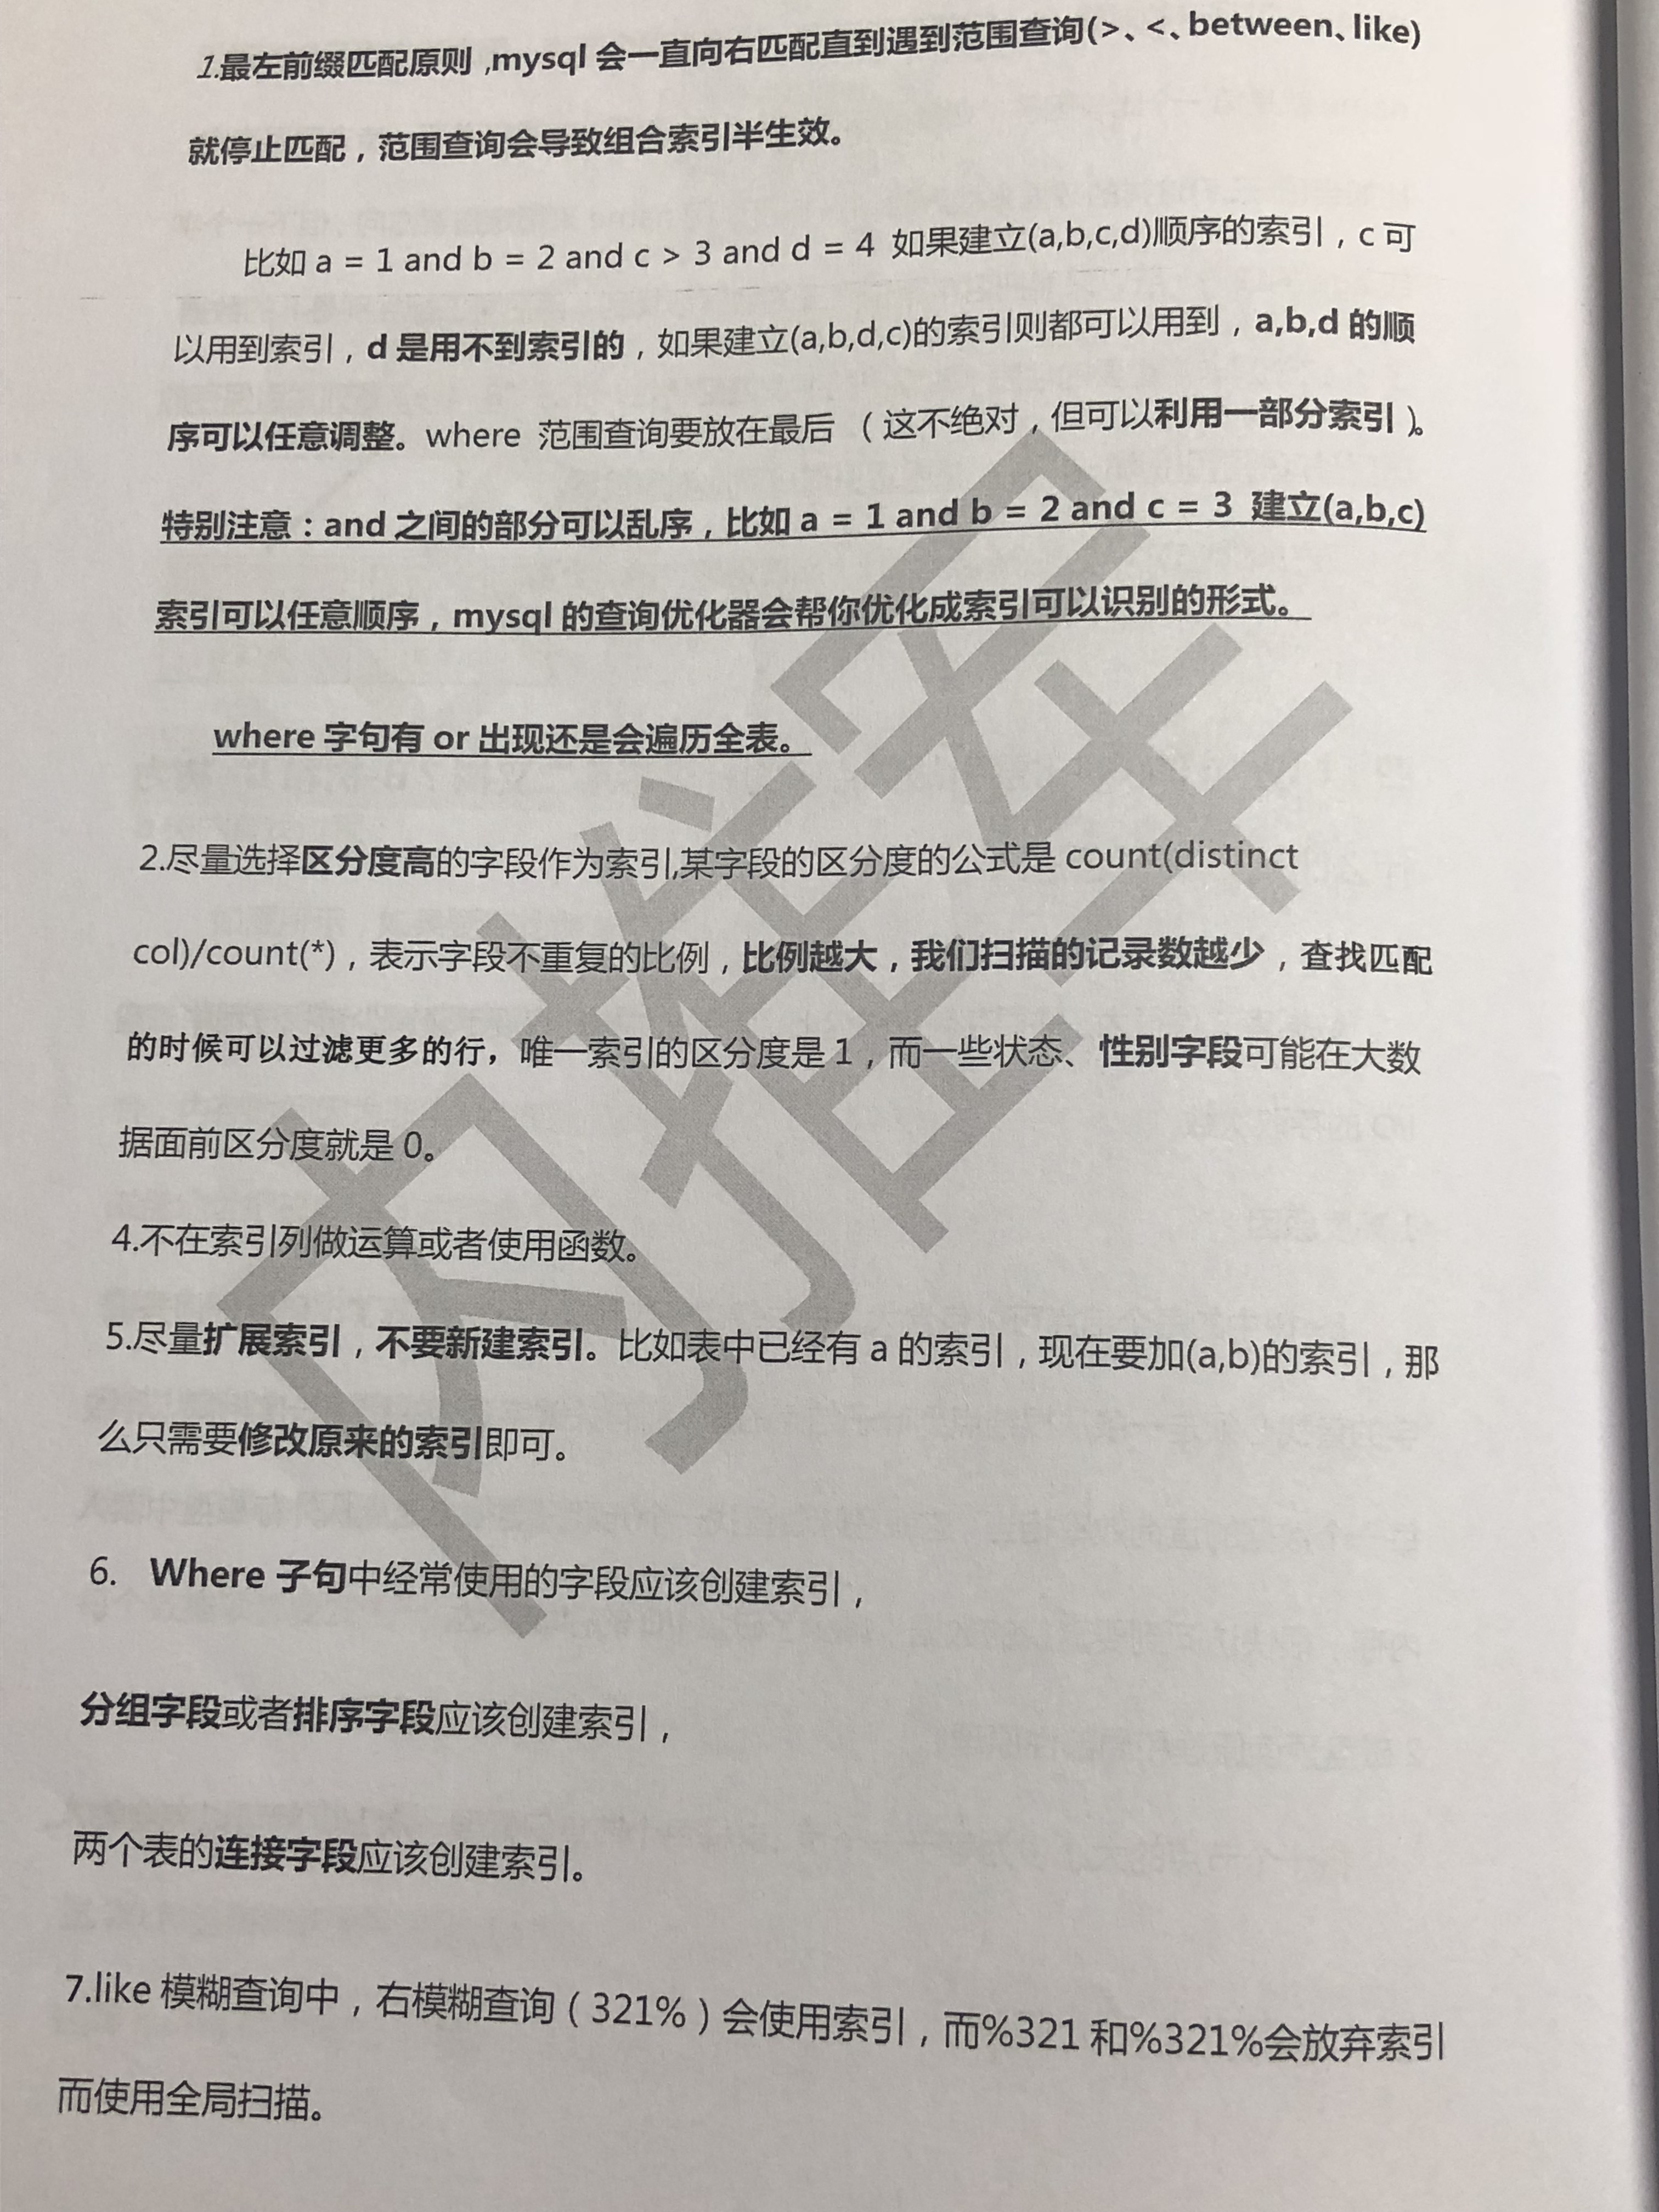 1.最左前缀匹配原则 ,mysql 会一直向右匹配直到遇到范围查询(>、<、between、like)
就停止匹配，范围查询会导致组合索引半生效。
比如 a = 1 and b = 2 and c > 3 and d = 4 如果建立(a,b,c,d)顺序的索引，c 可
以用到索引，d 是用不到索引的，如果建立(a,b,d,c)的索引则都可以用到，a,b,d 的顺
序可以任意调整。where 范围查询要放在最后 （这不绝对，但可以利用一部分索引）。
特别注意：and 之间的部分可以乱序，比如 a = 1 and b = 2 and c = 3 建立(a,b,c)
索引可以任意顺序，mysql 的查询优化器会帮你优化成索引可以识别的形式。
where 字句有 or 出现还是会遍历全表。
2.尽量选择区分度高的字段作为索引,某字段的区分度的公式是 count(distinct
col)/count(*)，表示字段不重复的比例，比例越大，我们扫描的记录数越少，查找匹配
的时候可以过滤更多的行，唯一索引的区分度是 1，而一些状态、性别字段可能在大数
据面前区分度就是 0。
4.不在索引列做运算或者使用函数。
5.尽量扩展索引，不要新建索引。比如表中已经有 a 的索引，现在要加(a,b)的索引，那
么只需要修改原来的索引即可。
6. Where 子句中经常使用的字段应该创建索引，
分组字段或者排序字段应该创建索引，
两个表的连接字段应该创建索引。
7.like 模糊查询中，右模糊查询（321%）会使用索引，而%321 和%321%会放弃索引
而使用全局扫描。
内推军